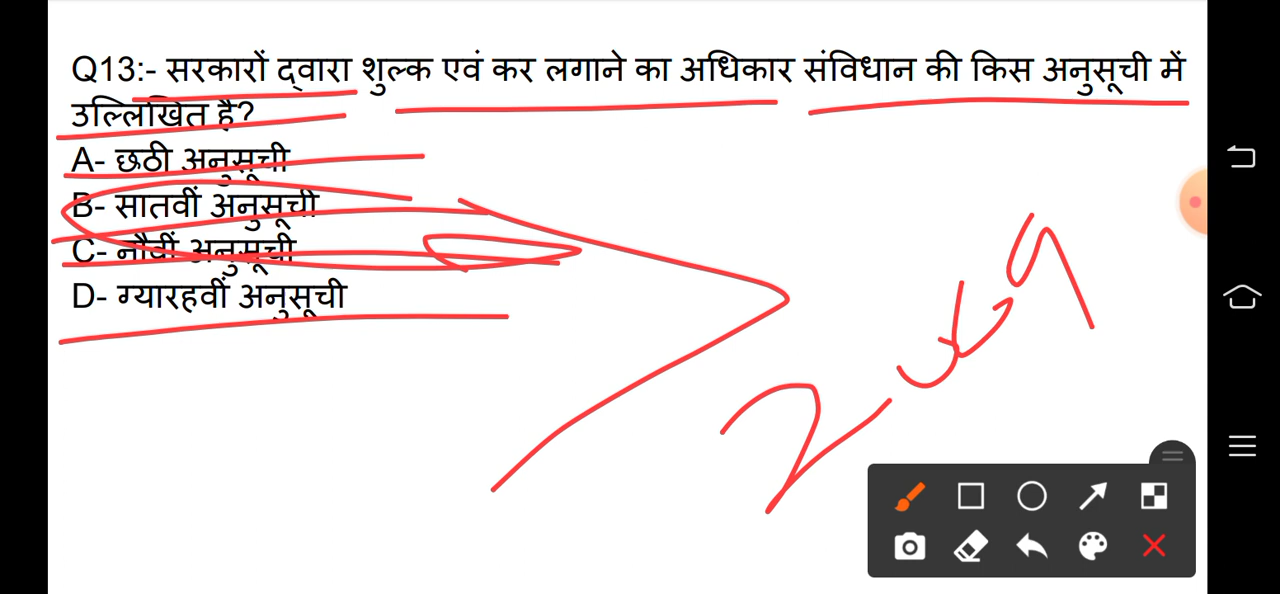 Q13:- सरकारों द्वारा शुल्क एवं कर लगाने का अधिकार संविधान की किस अनुसूची में
उल्लिखित है?
A- छठी अनुसूची
B- सातवीं अनुसूची
C- नौवीं अनुसूची
D- ग्यारहवीं अनुसूची